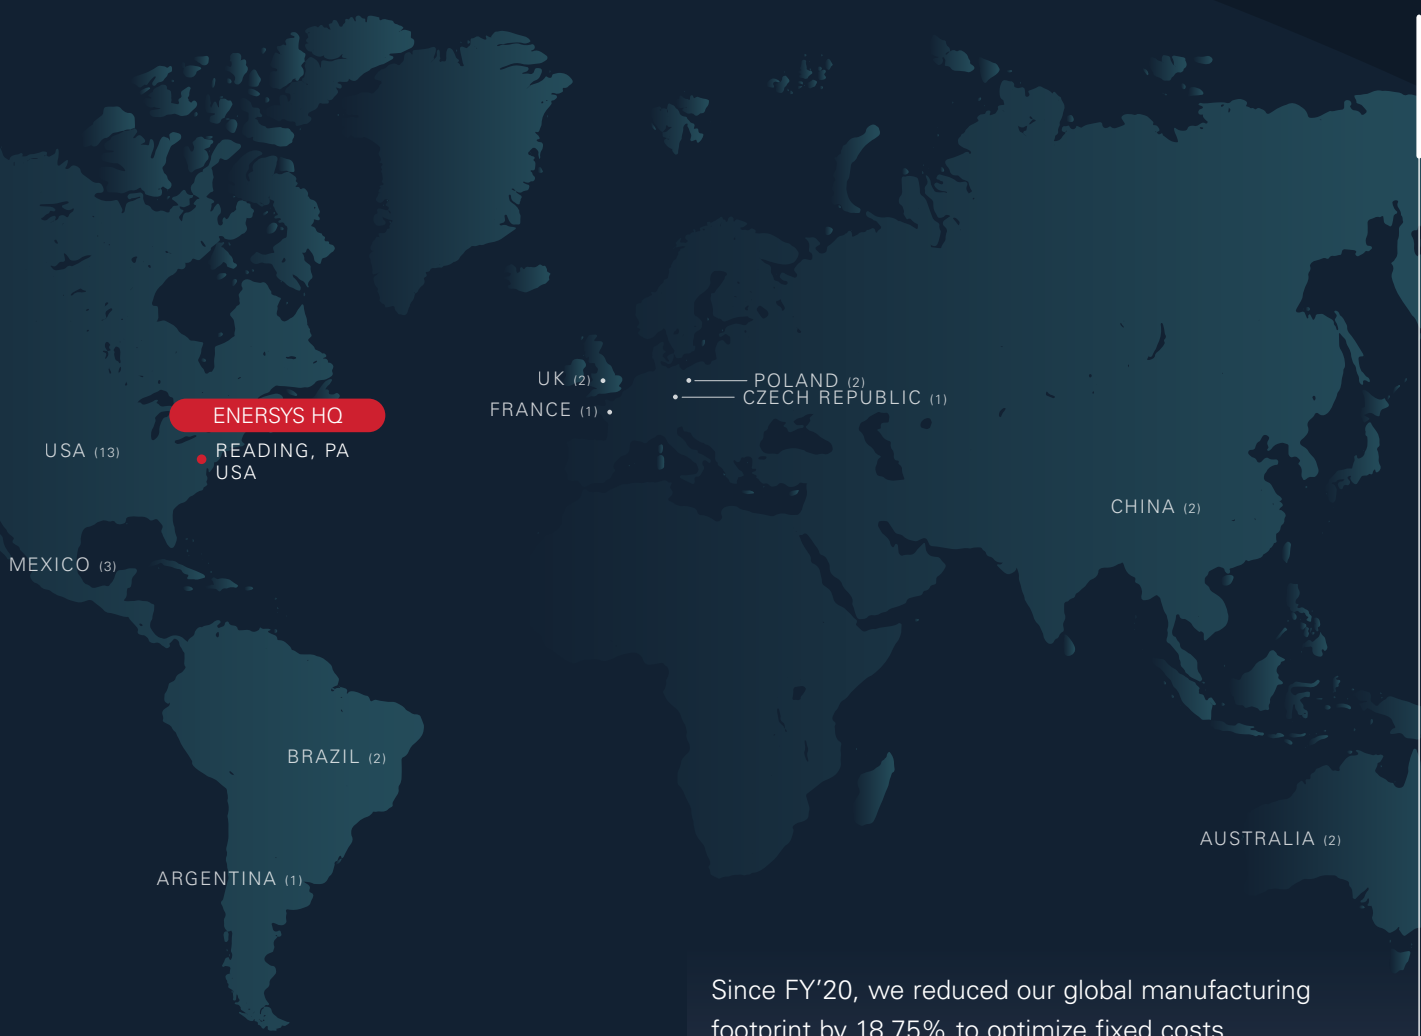 UK (2)
POLAND (2)
CZECH REPUBLIC (1)
FRANCE (1)
ENERSYS HQ
USA (13)
READING, PA
USA
CHINA (2)
MEXICO (3)
BRAZIL (2)
AUSTRALIA (2)
ARGENTINA (1)
Since FY’20, we reduced our global manufacturing
footprint by 18.75% to optimize fixed costs